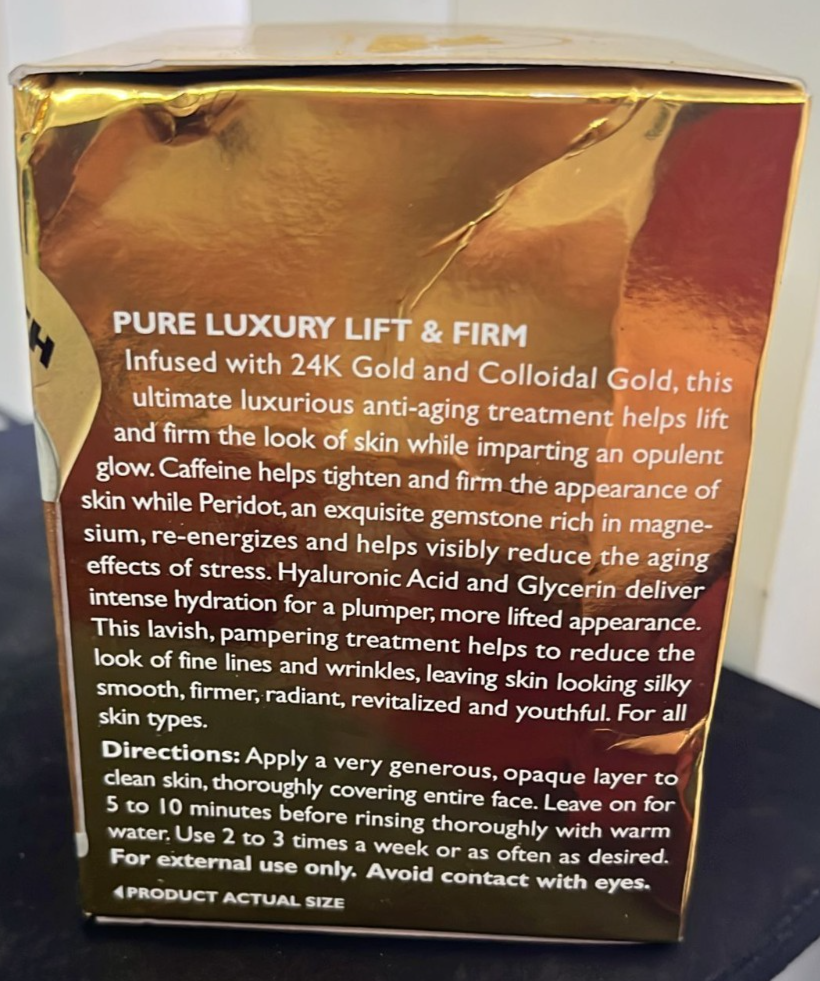 PURE LUXURY LIFT & FIRM
Infused with 24K Gold and Colloidal Gold, this
ultimate luxurious anti-aging treatment helps lift
and firm the look of skin while imparting an opulent
glow. Caffeine helps tighten and firm the appearance of
skin while Peridot, an exquisite gemstone rich in magne-
sium, re-energizes and helps visibly reduce the aging
effects of stress. Hyaluronic Acid and Glycerin deliver
intense hydration for a plumper, more lifted appearance.
This lavish, pampering treatment helps to reduce the
look of fine lines and wrinkles, leaving skin looking silky
smooth, firmer, radiant, revitalized and youthful. For all
skin types.
Directions: Apply a very generous, opaque layer to
clean skin, thoroughly covering entire face. Leave on for
5 to 10 minutes before rinsing thoroughly with warm
water. Use 2 to 3 times a week or as often as desired.
For external use only. Avoid contact with eyes.
PRODUCT ACTUAL SIZE